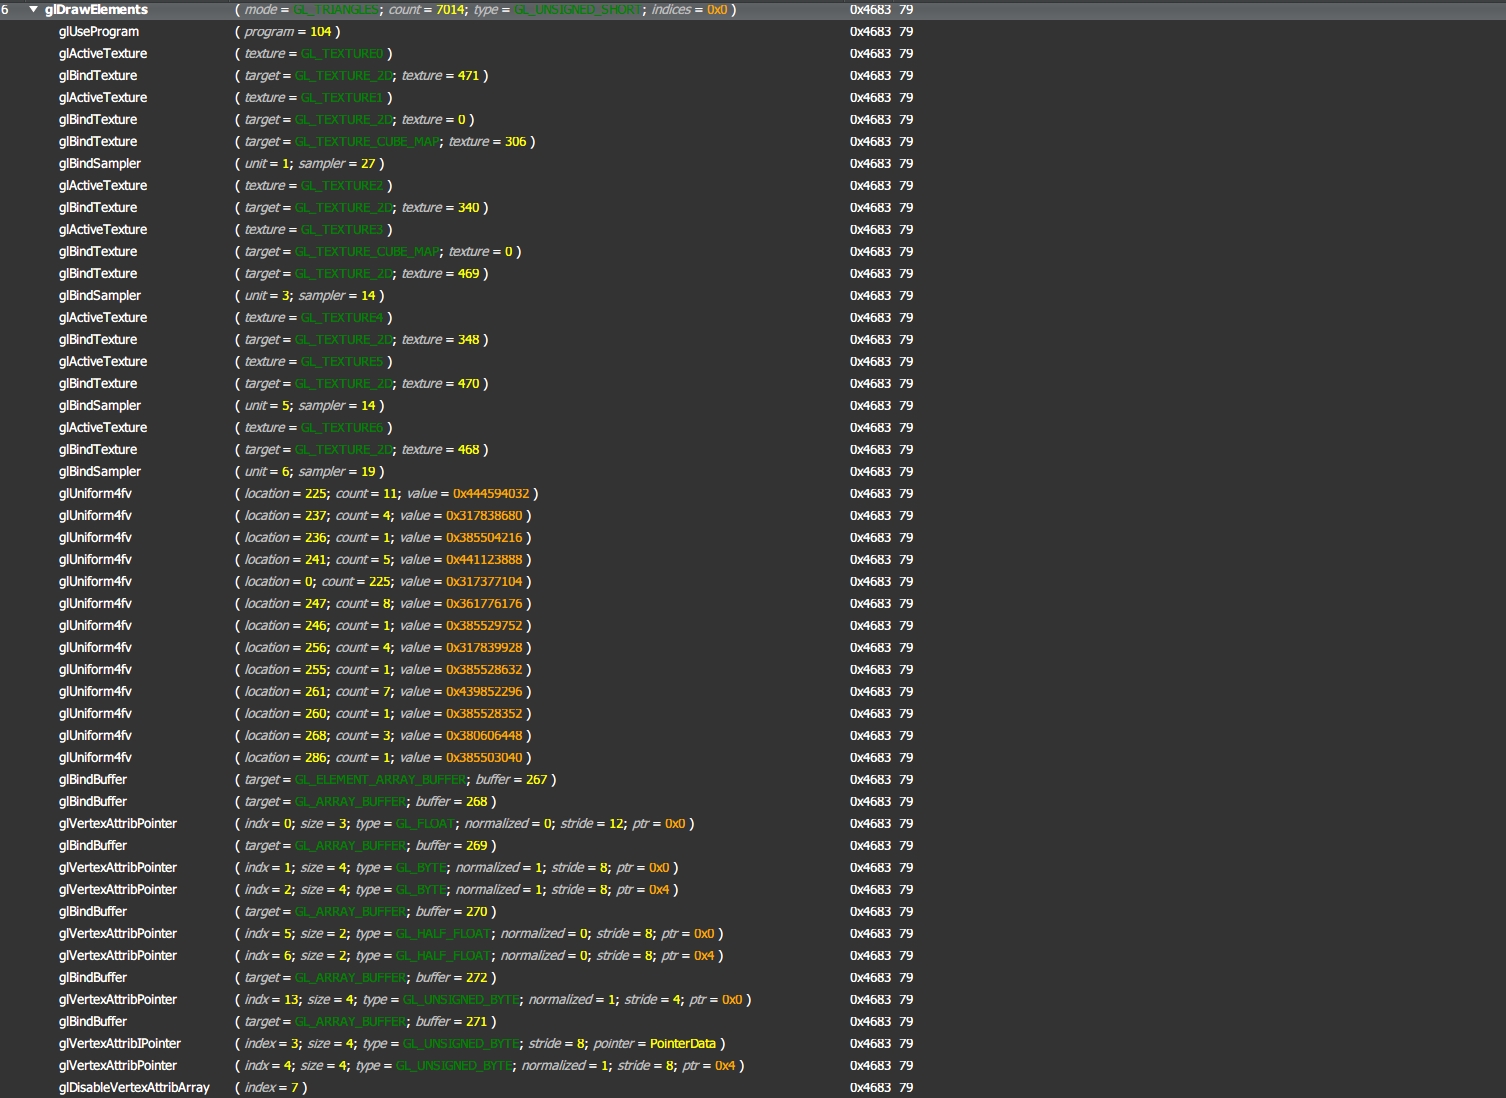 6 ▼ glDrawElements ( mode = GL_TRIANGLES; count = 7014; type = GL_UNSIGNED_SHORT; indices = 0x0 ) 0x4683 79
glUseProgram ( program = 104 ) 0x4683 79
glActiveTexture ( texture = GL_TEXTURE0 ) 0x4683 79
glBindTexture ( target = GL_TEXTURE_2D; texture = 471 ) 0x4683 79
glActiveTexture ( texture = GL_TEXTURE1 ) 0x4683 79
glBindTexture ( target = GL_TEXTURE_2D; texture = 0 ) 0x4683 79
glBindTexture ( target = GL_TEXTURE_CUBE_MAP; texture = 306 ) 0x4683 79
glBindSampler ( unit = 1; sampler = 27 ) 0x4683 79
glActiveTexture ( texture = GL_TEXTURE2 ) 0x4683 79
glBindTexture ( target = GL_TEXTURE_2D; texture = 340 ) 0x4683 79
glActiveTexture ( texture = GL_TEXTURE3 ) 0x4683 79
glBindTexture ( target = GL_TEXTURE_CUBE_MAP; texture = 0 ) 0x4683 79
glBindTexture ( target = GL_TEXTURE_2D; texture = 469 ) 0x4683 79
glBindSampler ( unit = 3; sampler = 14 ) 0x4683 79
glActiveTexture ( texture = GL_TEXTURE4 ) 0x4683 79
glBindTexture ( target = GL_TEXTURE_2D; texture = 348 ) 0x4683 79
glActiveTexture ( texture = GL_TEXTURE5 ) 0x4683 79
glBindTexture ( target = GL_TEXTURE_2D; texture = 470 ) 0x4683 79
glBindSampler ( unit = 5; sampler = 14 ) 0x4683 79
glActiveTexture ( texture = GL_TEXTURE6 ) 0x4683 79
glBindTexture ( target = GL_TEXTURE_2D; texture = 468 ) 0x4683 79
glBindSampler ( unit = 6; sampler = 19 ) 0x4683 79
glUniform4fv ( location = 225; count = 11; value = 0x444594032 ) 0x4683 79
glUniform4fv ( location = 237; count = 4; value = 0x317838680 ) 0x4683 79
glUniform4fv ( location = 236; count = 1; value = 0x385504216 ) 0x4683 79
glUniform4fv ( location = 241; count = 5; value = 0x441123888 ) 0x4683 79
glUniform4fv ( location = 0; count = 225; value = 0x317377104 ) 0x4683 79
glUniform4fv ( location = 247; count = 8; value = 0x361776176 ) 0x4683 79
glUniform4fv ( location = 246; count = 1; value = 0x385529752 ) 0x4683 79
glUniform4fv ( location = 256; count = 4; value = 0x317839928 ) 0x4683 79
glUniform4fv ( location = 255; count = 1; value = 0x385528632 ) 0x4683 79
glUniform4fv ( location = 261; count = 7; value = 0x439852296 ) 0x4683 79
glUniform4fv ( location = 260; count = 1; value = 0x385528352 ) 0x4683 79
glUniform4fv ( location = 268; count = 3; value = 0x380606448 ) 0x4683 79
glUniform4fv ( location = 286; count = 1; value = 0x385503040 ) 0x4683 79
glBindBuffer ( target = GL_ELEMENT_ARRAY_BUFFER; buffer = 267 ) 0x4683 79
glBindBuffer ( target = GL_ARRAY_BUFFER; buffer = 268 ) 0x4683 79
glVertexAttribPointer ( indx = 0; size = 3; type = GL_FLOAT; normalized = 0; stride = 12; ptr = 0x0 ) 0x4683 79
glBindBuffer ( target = GL_ARRAY_BUFFER; buffer = 269 ) 0x4683 79
glVertexAttribPointer ( indx = 1; size = 4; type = GL_BYTE; normalized = 1; stride = 8; ptr = 0x0 ) 0x4683 79
glVertexAttribPointer ( indx = 2; size = 4; type = GL_BYTE; normalized = 1; stride = 8; ptr = 0x4 ) 0x4683 79
glBindBuffer ( target = GL_ARRAY_BUFFER; buffer = 270 ) 0x4683 79
glVertexAttribPointer ( indx = 5; size = 2; type = GL_HALF_FLOAT; normalized = 0; stride = 8; ptr = 0x0 ) 0x4683 79
glVertexAttribPointer ( indx = 6; size = 2; type = GL_HALF_FLOAT; normalized = 0; stride = 8; ptr = 0x4 ) 0x4683 79
glBindBuffer ( target = GL_ARRAY_BUFFER; buffer = 272 ) 0x4683 79
glVertexAttribPointer ( indx = 13; size = 4; type = GL_UNSIGNED_BYTE; normalized = 1; stride = 4; ptr = 0x0 ) 0x4683 79
glBindBuffer ( target = GL_ARRAY_BUFFER; buffer = 271 ) 0x4683 79
glVertexAttribIPointer ( index = 3; size = 4; type = GL_UNSIGNED_BYTE; stride = 8; pointer = PointerData ) 0x4683 79
glVertexAttribPointer ( indx = 4; size = 4; type = GL_UNSIGNED_BYTE; normalized = 1; stride = 8; ptr = 0x4 ) 0x4683 79
glDisableVertexAttribArray ( index = 7 ) 0x4683 79